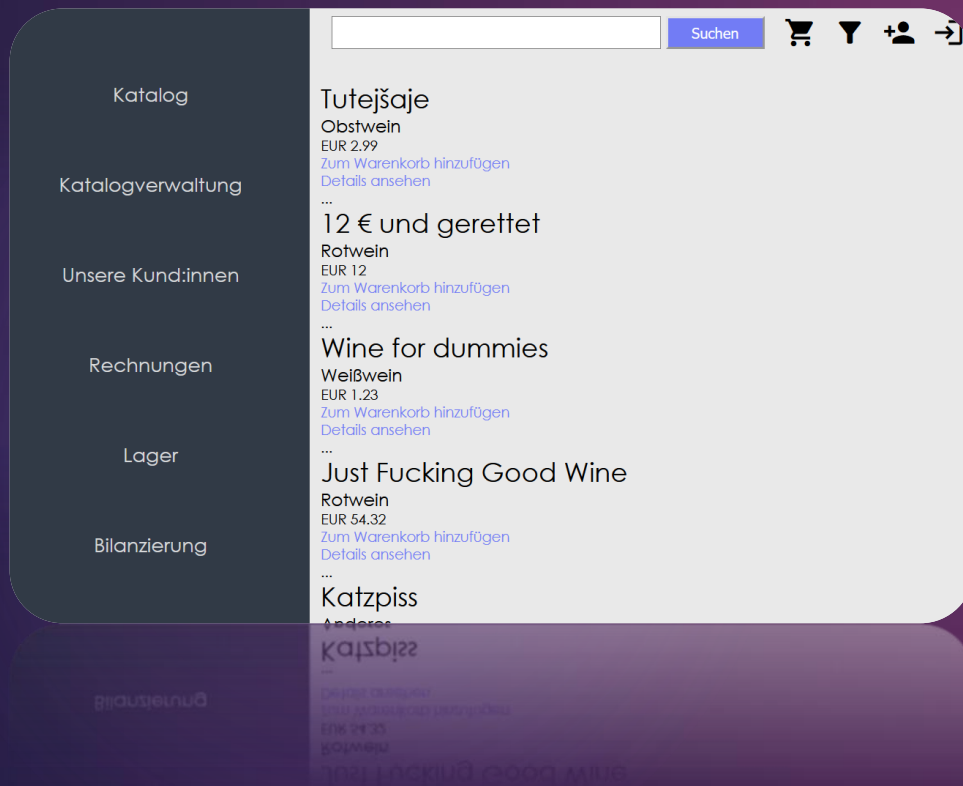 Suchen
Katalog
Katalogverwaltung
Unsere Kund:innen
Rechnungen
Lager
Bilanzierung
Tutejšaje
Obstwein
EUR 2.99
Zum Warenkorb hinzufügen
Details ansehen
...
12 € und gerettet
Rotwein
EUR 12
Zum Warenkorb hinzufügen
Details ansehen
...
Wine for dummies
Weißwein
EUR 1.23
Zum Warenkorb hinzufügen
Details ansehen
...
Just Fucking Good Wine
Rotwein
EUR 54.32
Zum Warenkorb hinzufügen
Details ansehen
...
Katzpiss
Anderes